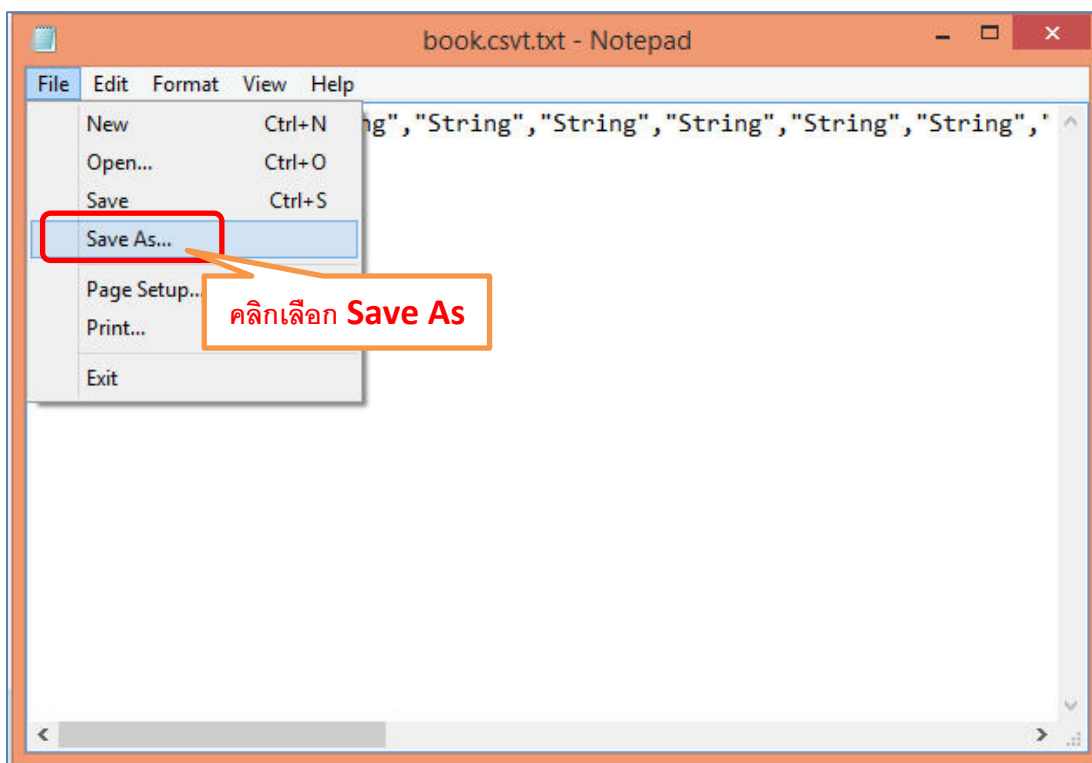 book.csvt.txt - Notepad
File Edit Format View Help
New Ctrl+N ng","String","String","String","String","String","
Open... Ctrl+O
Save Ctrl+S
Save As...
Page Setup...
คลิกเลือก Save As
Print...
Exit